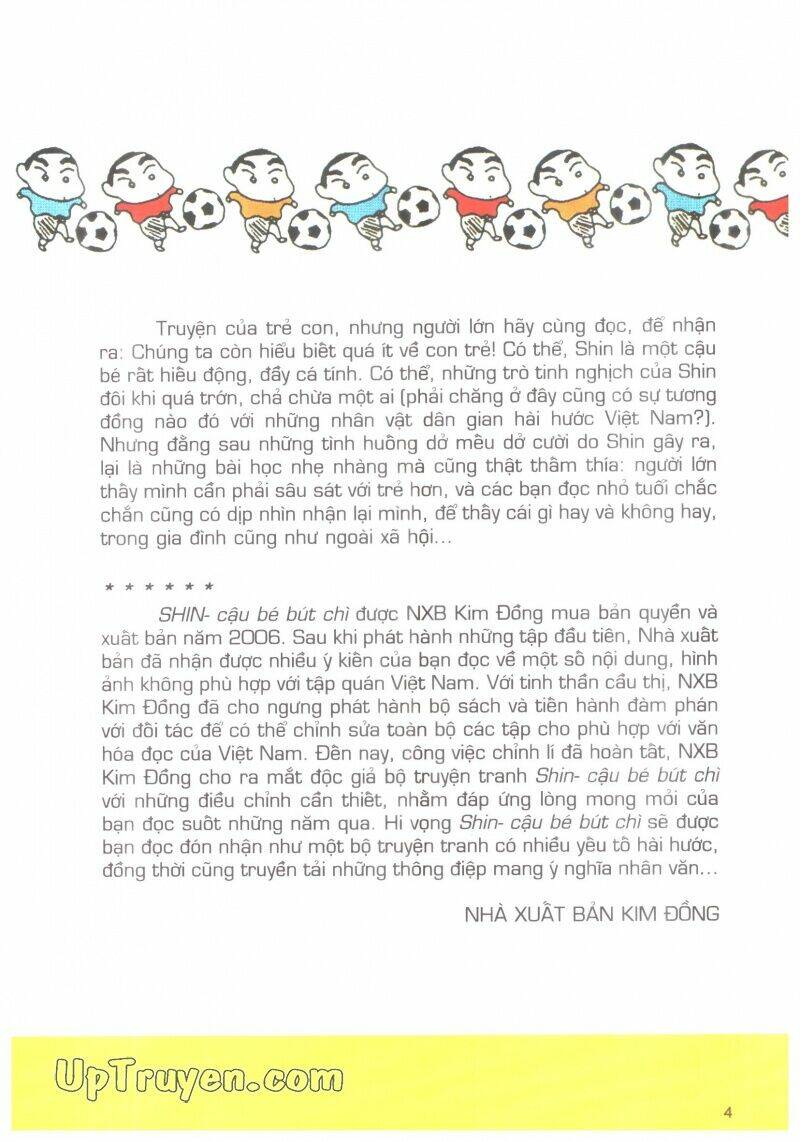 Truyện của trẻ con, nhưng người lớn hãy cùng đọc, để nhận
ra: Chúng ta còn hiểu biết quá ít về con trẻ! Có thể, Shin là một cậu
bé rất hiếu động, đầy cá tính. Có thể, những trò tinh nghịch của Shin
đôi khi quá trớn, chả chừa một ai (phải chăng ở đây cũng có sự tương
đồng nào đó với những nhân vật dân gian hài hước Việt Nam?).
Nhưng đằng sau những tình huống dở mếu dở cười do Shin gây ra,
lại là những bài học nhẹ nhàng mà cũng thật thấm thía: người lớn
thấy mình cần phải sâu sát với trẻ hơn, và các bạn đọc nhỏ tuổi chắc
chắn cũng có dịp nhìn nhận lại mình, để thấy cái gì hay và không hay,
trong gia đình cũng như ngoài xã hội...
* * * * * *
SHIN- cậu bé bút chì được NXB Kim Đồng mua bản quyền và
xuất bản năm 2006. Sau khi phát hành những tập đầu tiên, Nhà xuất
bản đã nhận được nhiều ý kiến của bạn đọc về một số nội dung, hình
ảnh không phù hợp với tập quán Việt Nam. Với tinh thần cầu thị, NXB
Kim Đồng đã cho ngưng phát hành bộ sách và tiến hành đàm phán
với đối tác để có thể chỉnh sửa toàn bộ các tập cho phù hợp với văn
hóa đọc của Việt Nam. Đến nay, công việc chỉnh lí đã hoàn tất, NXB
Kim Đồng cho ra mắt độc giả bộ truyện tranh Shin- cậu bé bút chì
với những điều chỉnh cần thiết, nhằm đáp ứng lòng mong mỏi của
bạn đọc suốt những năm qua. Hi vọng Shin- cậu bé bút chì sẽ được
bạn đọc đón nhận như một bộ truyện tranh có nhiều yếu tố hài hước,
đồng thời cũng truyền tải những thông điệp mang ý nghĩa nhân văn...
NHÀ XUẤT BẢN KIM ĐỒNG
UpTruyen.com
4